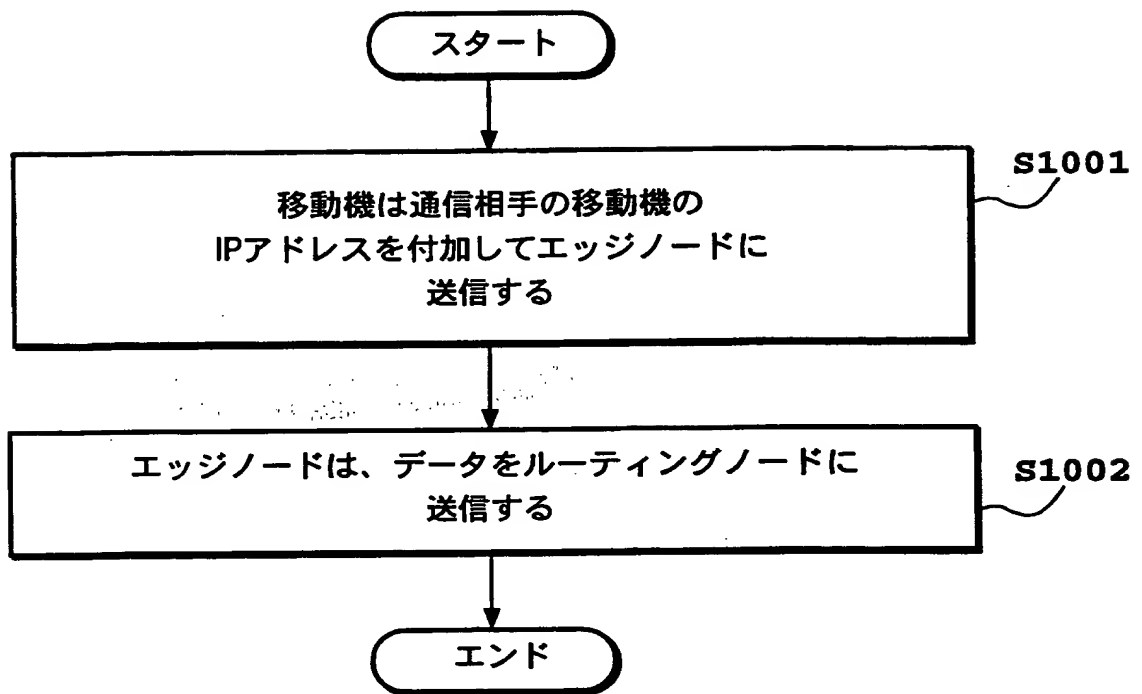 スタート
移動機は通信相手の移動機の
IPアドレスを付加してエッジノードに
送信する
S1001
エッジノードは、データをルーティングノードに
送信する
S1002
エンド